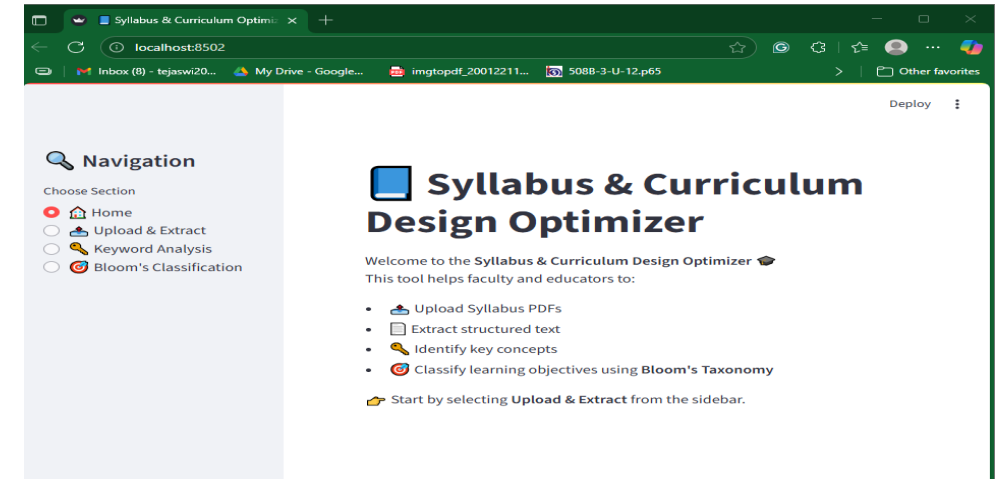 Syllabus & Curriculum Optimiz
localhost:8502
Inbox (8) - tejaswi20...
My Drive - Google...
imgtopdf_20012211...
508B-3-U-12.p65
Other favorites
Deploy
Navigation
Choose Section
Home
Upload & Extract
Keyword Analysis
Bloom's Classification
Syllabus & Curriculum
Design Optimizer
Welcome to the Syllabus & Curriculum Design Optimizer
This tool helps faculty and educators to:
• Upload Syllabus PDFs
• Extract structured text
• Identify key concepts
• Classify learning objectives using Bloom's Taxonomy
Start by selecting Upload & Extract from the sidebar.